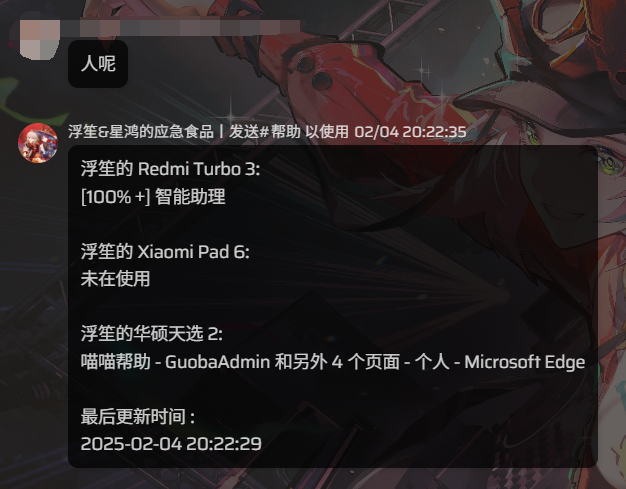 人呢
浮笙&星鸿的应急食品丨发送#帮助 以使用 02/04 20:22:35
浮笙的 Redmi Turbo 3:
[100% +] 智能助理
浮笙的 Xiaomi Pad 6:
未在使用
浮笙的华硕天选 2:
喵喵帮助 - GuobaAdmin 和另外 4 个页面 - 个人 - Microsoft Edge
最后更新时间 :
2025-02-04 20:22:29